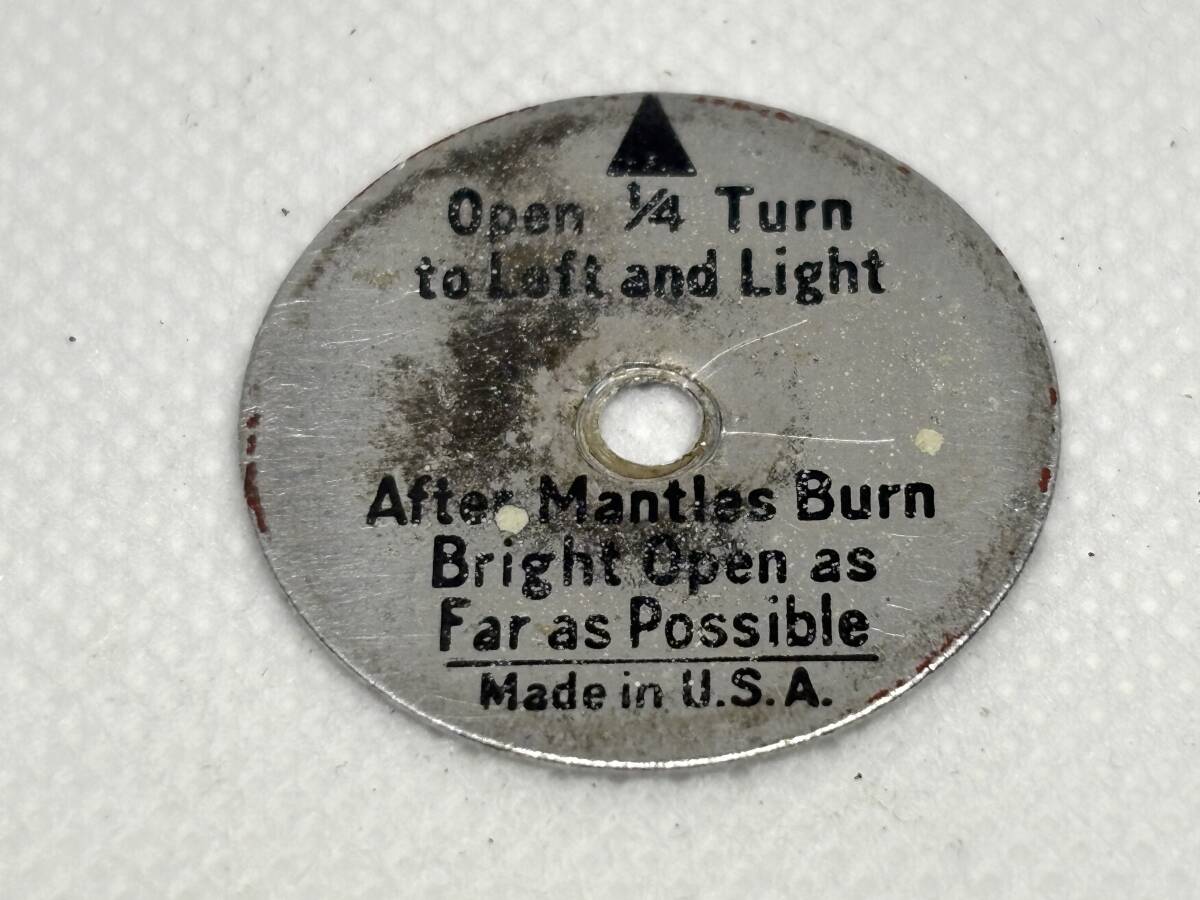 Open ¼ Turn
to Left and Light
After Mantles Burn
Bright Open as
Far as Possible
Made in U.S.A.